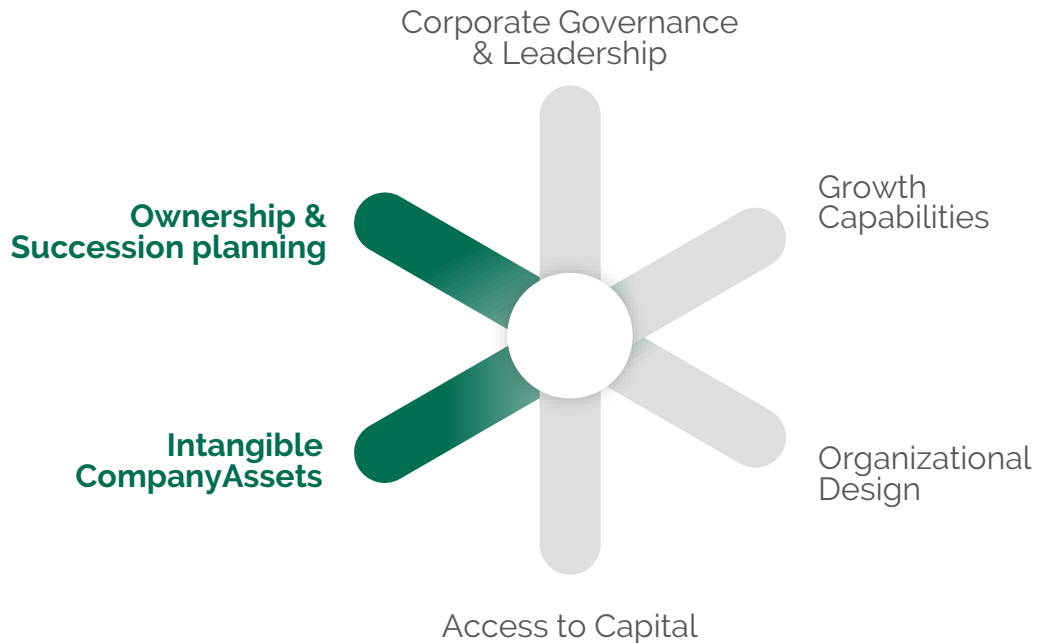 Corporate Governance
& Leadership
Growth
Capabilities
Ownership &
Succession planning
Intangible
CompanyAssets
Organizational
Design
Access to Capital